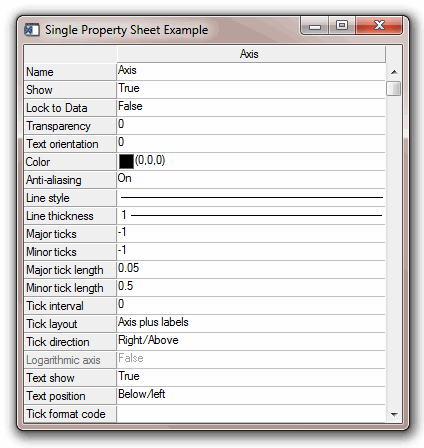 Single Property Sheet Example
Axis
Name Axis
Show True
Lock to Data False
Transparency 0
Text orientation 0
Color (0,0,0)
Anti-aliasing On
Line style
Line thickness 1
Major ticks -1
Minor ticks -1
Major tick length 0.05
Minor tick length 0.5
Tick interval 0
Tick layout Axis plus labels
Tick direction Right/Above
Logarithmic axis False
Text show True
Text position Below/left
Tick format code